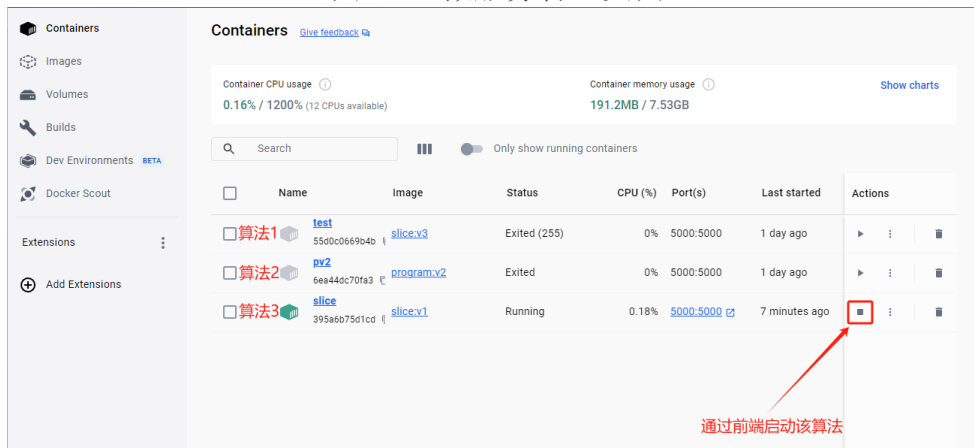 Containers
Images
Volumes
Builds
Dev Environments BETA
Docker Scout
Extensions
Add Extensions
Containers Give feedback
Container CPU usage
0.16% / 1200% (12 CPUs available)
Container memory usage
191.2MB / 7.53GB
Show charts
Search
Only show running containers
Name Image Status CPU (%) Port(s) Last started Actions
算法1 test slice:v3 Exited (255) 0% 5000:5000 1 day ago
55d0c0669b4b
算法2 pv2 program:v2 Exited 0% 5000:5000 1 day ago
6ea44dc70fa3
算法3 slice slice:v1 Running 0.18% 5000:5000 7 minutes ago
395a6b75d1cd
通过前端启动该算法